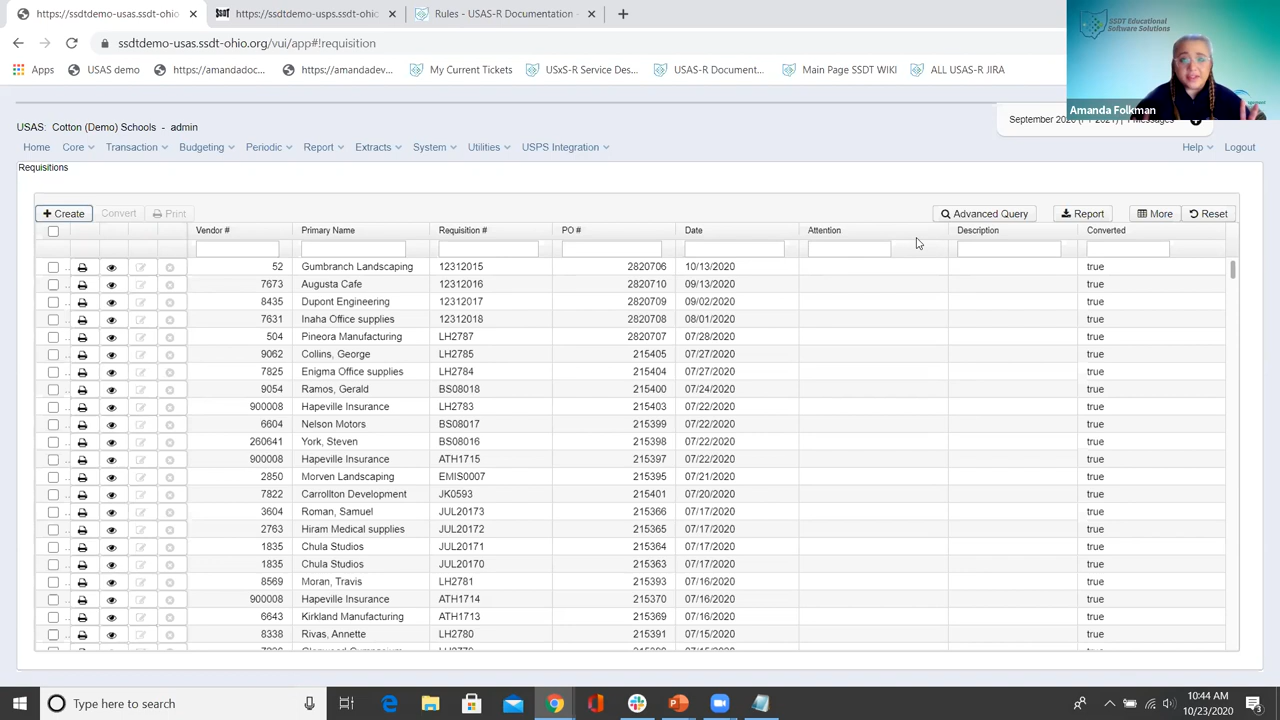 https://ssdtdemo-usas.ssdt-ohio
SSDT https://ssdtdemo-usps.ssdt-ohio
Rules - USAS-R Documentation -
ssdtdemo-usas.ssdt-ohio.org/vui/app#!requisition
Apps USAS demo https://amandadoc... https://amandadev... My Current Tickets USxS-R Service Des... USAS-R Document... Main Page SSDT WIKI ALL USAS-R JIRA
SSDT Educational
Software Solutions
Amanda Folkman
USAS: Cotton (Demo) Schools - admin
Home Core Transaction Budgeting Periodic Report Extracts System Utilities USPS Integration Help Logout
Requisitions
Create Convert Print Advanced Query Report More Reset
Vendor # Primary Name Requisition # PO # Date Attention Description Converted
52 Gumbranch Landscaping 12312015 2820706 10/13/2020 true
7673 Augusta Cafe 12312016 2820710 09/13/2020 true
8435 Dupont Engineering 12312017 2820709 09/02/2020 true
7631 Inaha Office supplies 12312018 2820708 08/01/2020 true
504 Pineora Manufacturing LH2787 2820707 07/28/2020 true
9062 Collins, George LH2785 215405 07/27/2020 true
7825 Enigma Office supplies LH2784 215404 07/27/2020 true
9054 Ramos, Gerald BS08018 215400 07/24/2020 true
900008 Hapeville Insurance LH2783 215403 07/22/2020 true
6604 Nelson Motors BS08017 215399 07/22/2020 true
260641 York, Steven BS08016 215398 07/22/2020 true
900008 Hapeville Insurance ATH1715 215397 07/22/2020 true
2850 Morven Landscaping EMIS0007 215395 07/21/2020 true
7822 Carrollton Development JK0593 215401 07/20/2020 true
3604 Roman, Samuel JUL20173 215366 07/17/2020 true
2763 Hiram Medical supplies JUL20172 215365 07/17/2020 true
1835 Chula Studios JUL20171 215364 07/17/2020 true
1835 Chula Studios JUL20170 215363 07/17/2020 true
8569 Moran, Travis LH2781 215393 07/16/2020 true
900008 Hapeville Insurance ATH1714 215370 07/16/2020 true
6643 Kirkland Manufacturing ATH1713 215369 07/16/2020 true
8338 Rivas, Annette LH2780 215391 07/15/2020 true
Type here to search
10:44 AM
10/23/2020